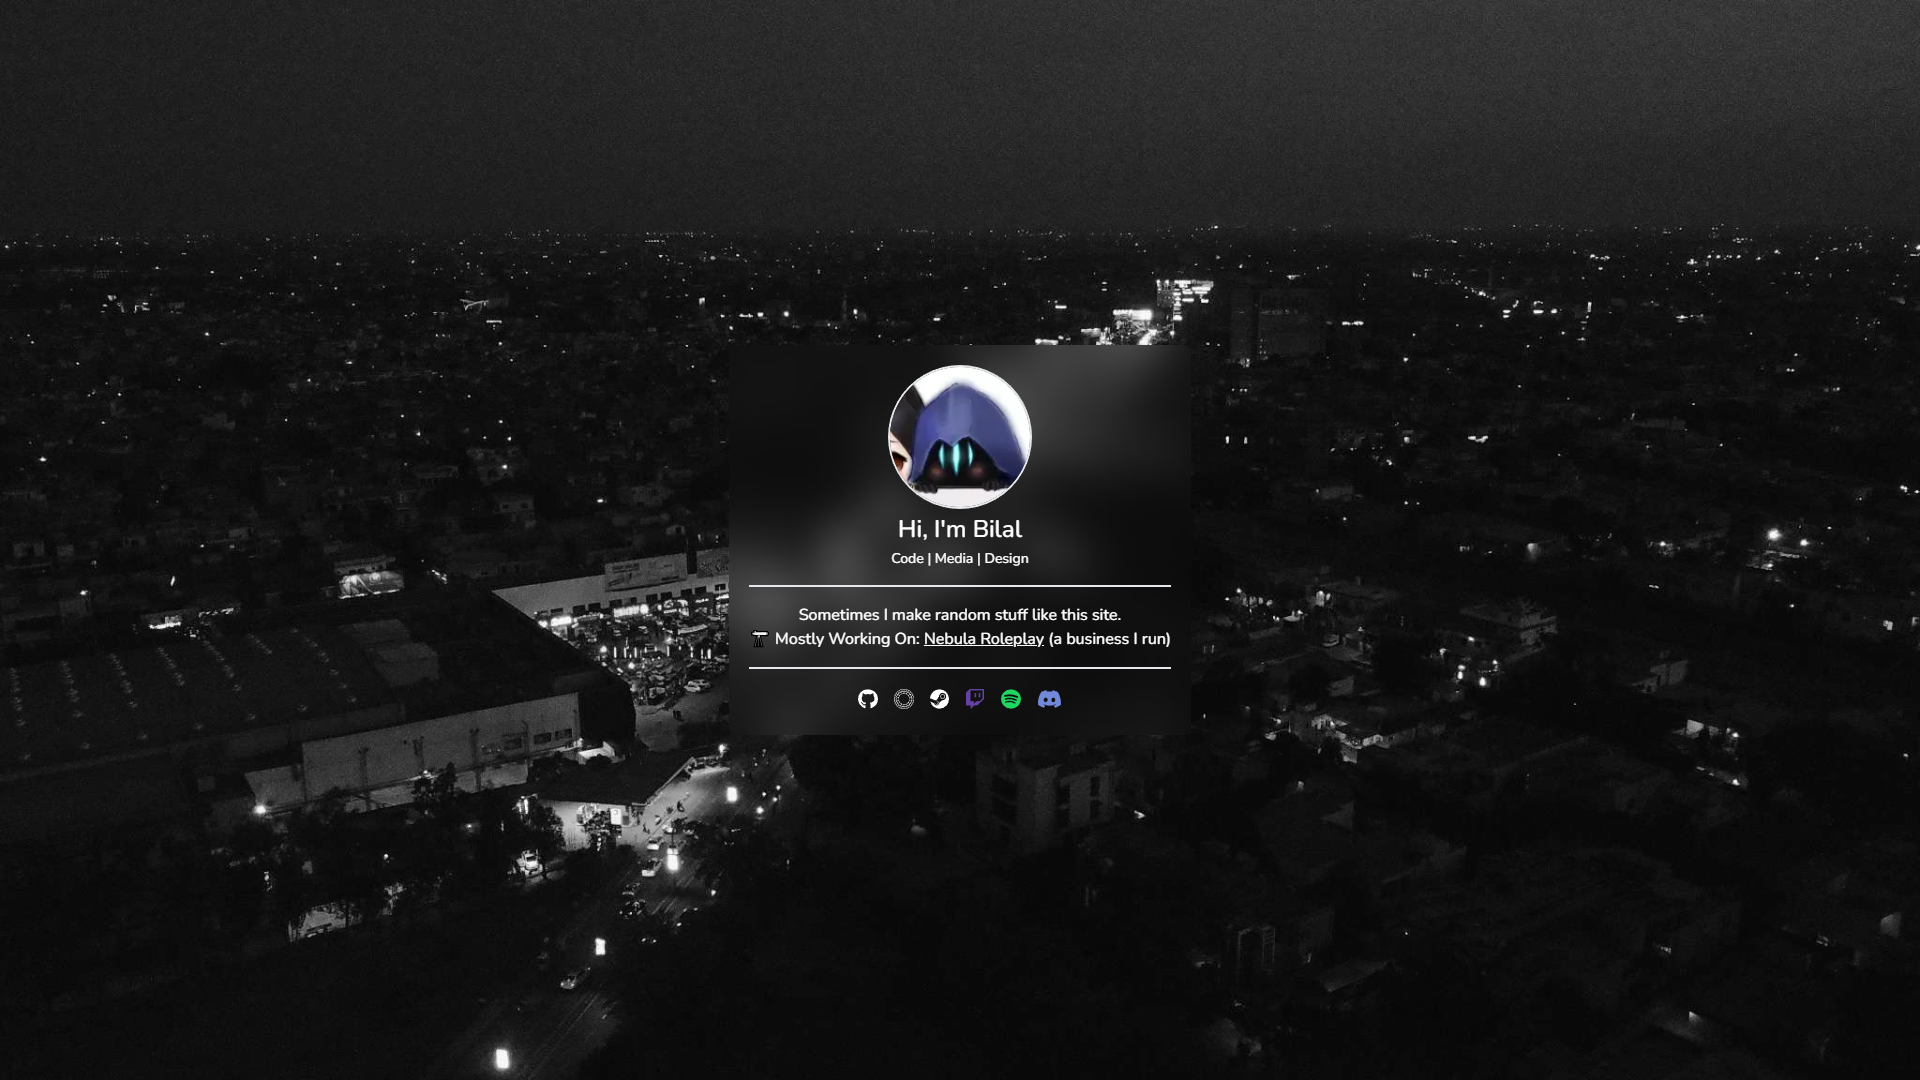 Hi, I'm Bilal
Code | Media | Design
Sometimes I make random stuff like this site.
Mostly Working On: Nebula Roleplay (a business I run)